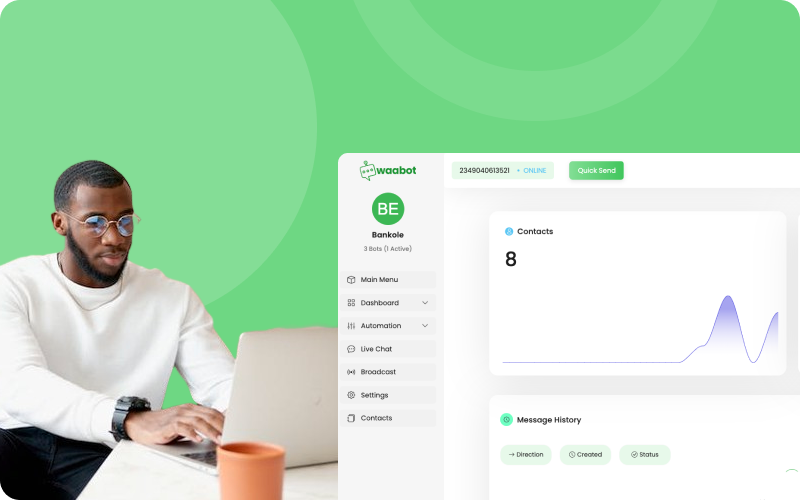 waabot
2349040613521 • ONLINE
Quick Send
BE
Bankole
3 Bots (1 Active)
Main Menu
Dashboard
Automation
Live Chat
Broadcast
Settings
Contacts
Contacts
8
Message History
→ Direction
Created
Status